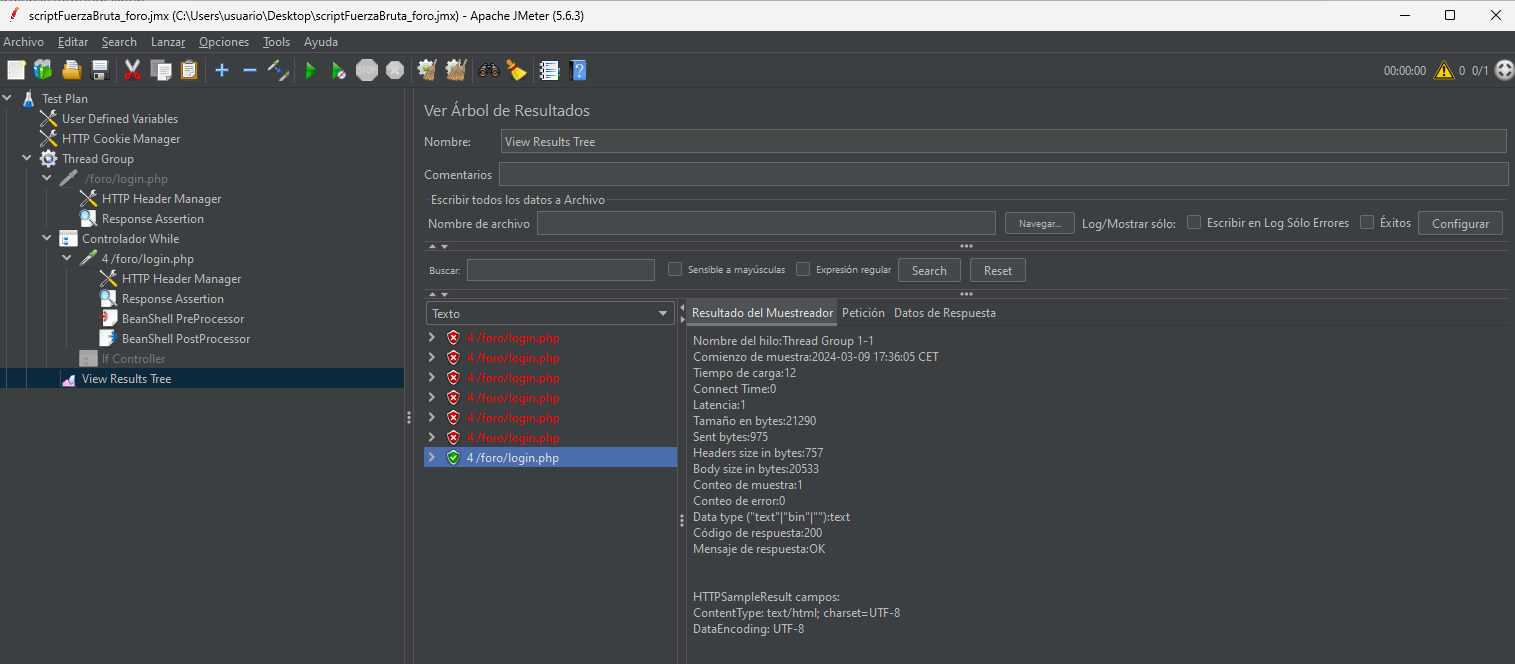 scriptFuerzaBruta_foro.jmx (C:\Users\usuario\Desktop\scriptFuerzaBruta_foro.jmx) - Apache JMeter (5.6.3)
Archivo Editar Search Lanzar Opciones Tools Ayuda
STOP
00:00:00 0 0/1
Test Plan
User Defined Variables
HTTP Cookie Manager
Thread Group
/foro/login.php
HTTP Header Manager
Response Assertion
Controlador While
4 /foro/login.php
HTTP Header Manager
Response Assertion
BeanShell PreProcessor
BeanShell PostProcessor
If Controller
View Results Tree
Ver Árbol de Resultados
Nombre: View Results Tree
Comentarios
Escribir todos los datos a Archivo
Nombre de archivo Navegar... Log/Mostrar sólo: Escribir en Log Sólo Errores Éxitos Configurar
Buscar: Sensible a mayúsculas Expresión regular Search Reset
Texto
4 /foro/login.php
4 /foro/login.php
4 /foro/login.php
4 /foro/login.php
4 /foro/login.php
4 /foro/login.php
4 /foro/login.php
Resultado del Muestreador Petición Datos de Respuesta
Nombre del hilo:Thread Group 1-1
Comienzo de muestra:2024-03-09 17:36:05 CET
Tiempo de carga:12
Connect Time:0
Latencia:1
Tamaño en bytes:21290
Sent bytes:975
Headers size in bytes:757
Body size in bytes:20533
Conteo de muestra:1
Conteo de error:0
Data type ("text"|"bin"|""):text
Código de respuesta:200
Mensaje de respuesta:OK
HTTPSampleResult campos:
ContentType: text/html; charset=UTF-8
DataEncoding: UTF-8